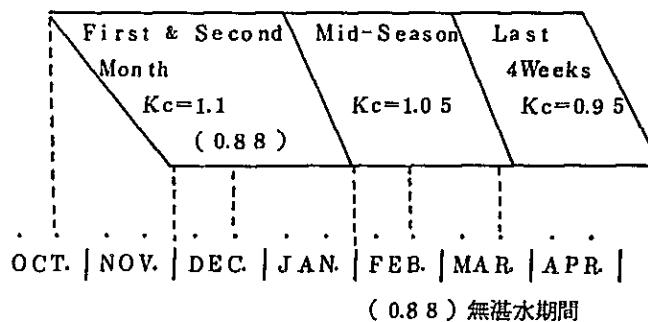 First & Second Mid-Season Last
Month 4Weeks
Kc=1.1 Kc=1.05 Kc=0.95
(0.88)
OCT. | NOV. | DEC. | JAN. | FEB. | MAR. | APR. |
(0.88)無湛水期間